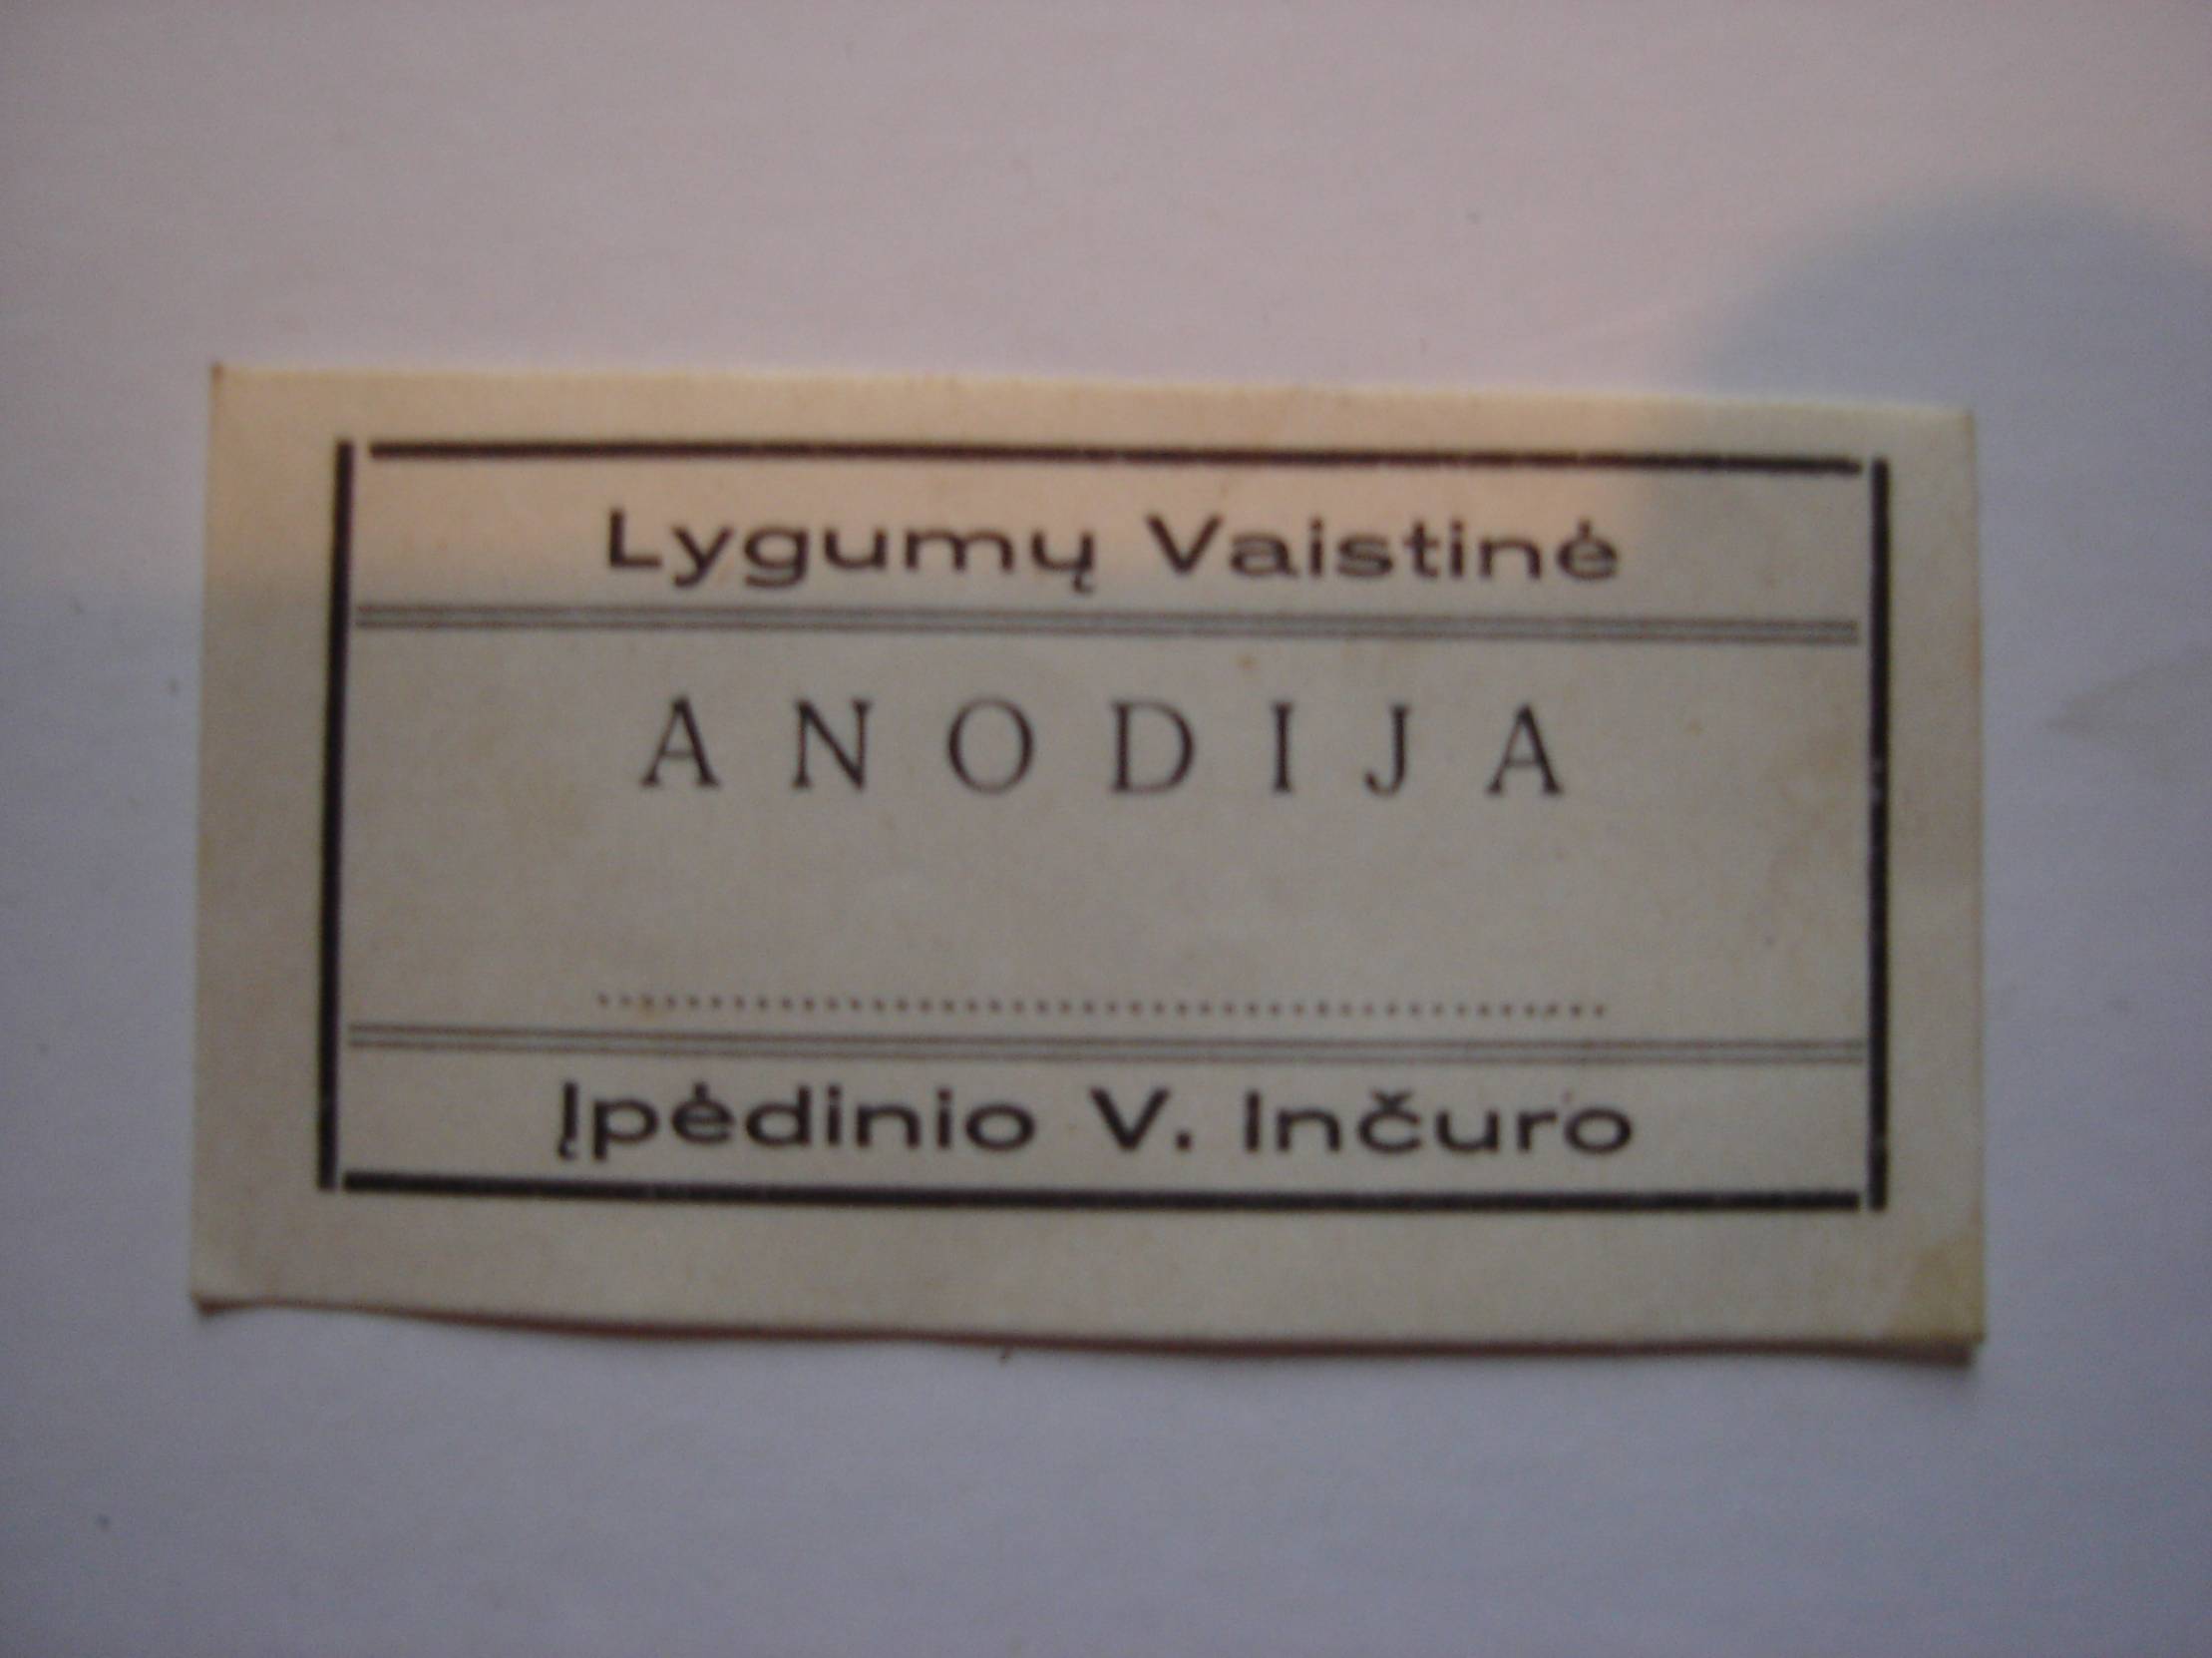 Lygumų Vaistinė
ANODIJA
Įpėdinio V. Inčuro